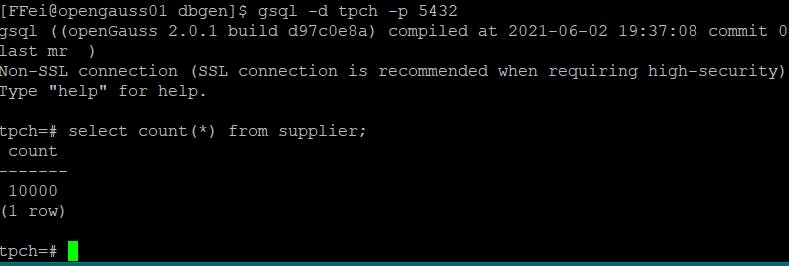 [FFei@opengauss01 dbgen]$ gsql -d tpch -p 5432
gsql ((openGauss 2.0.1 build d97c0e8a) compiled at 2021-06-02 19:37:08 commit 0
last mr  )
Non-SSL connection (SSL connection is recommended when requiring high-security)
Type "help" for help.
tpch=# select count(*) from supplier;
count
-------
10000
(1 row)
tpch=#